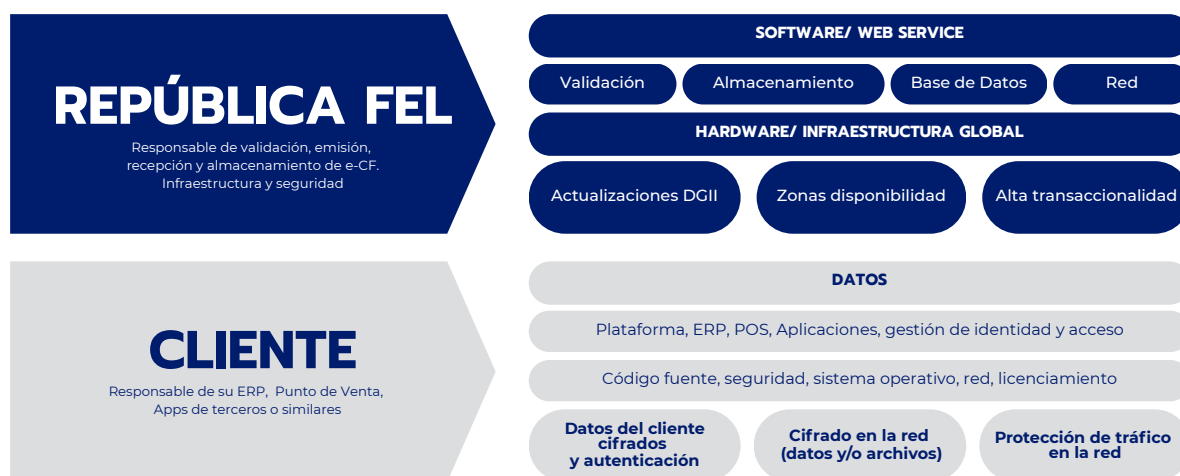 REPÚBLICA FEL
Responsable de validación, emisión,
recepción y almacenamiento de e-CF.
Infraestructura y seguridad
SOFTWARE/ WEB SERVICE
Validación
Almacenamiento
Base de Datos
Red
HARDWARE/ INFRAESTRUCTURA GLOBAL
Actualizaciones DGII
Zonas disponibilidad
Alta transaccionalidad
CLIENTE
Responsable de su ERP, Punto de Venta,
Apps de terceros o similares
DATOS
Plataforma, ERP, POS, Aplicaciones, gestión de identidad y acceso
Código fuente, seguridad, sistema operativo, red, licenciamiento
Datos del cliente
cifrados
y autenticación
Cifrado en la red
(datos y/o archivos)
Protección de tráfico
en la red